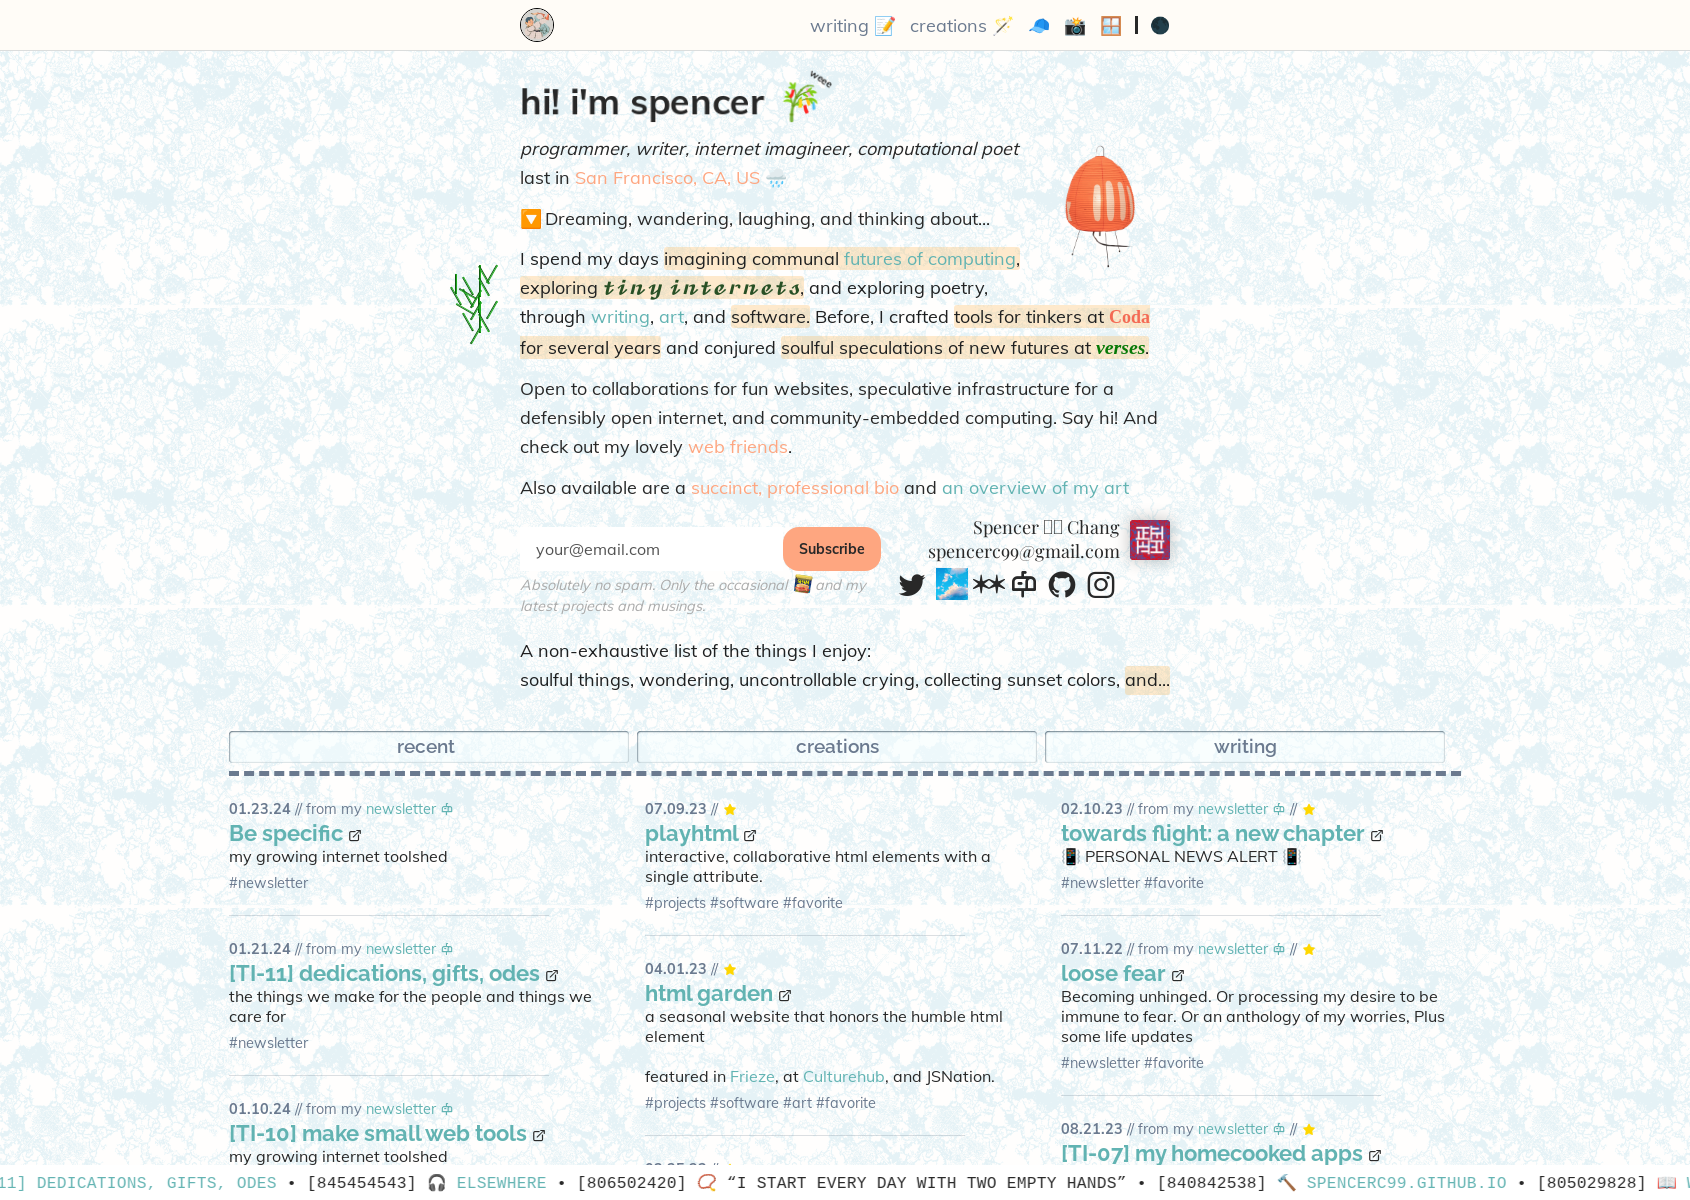 writing 📝 creations 🪄 🧢 📸 🪟 | 🌑
hi! i'm spencer 🎋 weee
programmer, writer, internet imagineer, computational poet
last in San Francisco, CA, US 🌧️
🔽 Dreaming, wandering, laughing, and thinking about...
I spend my days imagining communal futures of computing,
exploring tiny internets, and exploring poetry,
through writing, art, and software. Before, I crafted tools for tinkers at Coda
for several years and conjured soulful speculations of new futures at verses.
Open to collaborations for fun websites, speculative infrastructure for a
defensibly open internet, and community-embedded computing. Say hi! And
check out my lovely web friends.
Also available are a succinct, professional bio and an overview of my art
your@email.com
Subscribe
Absolutely no spam. Only the occasional and my
latest projects and musings.
Spencer Chang
spencerc99@gmail.com
A non-exhaustive list of the things I enjoy:
soulful things, wondering, uncontrollable crying, collecting sunset colors, and...
recent
creations
writing
01.23.24 // from my newsletter
Be specific
my growing internet toolshed
#newsletter
01.21.24 // from my newsletter
[TI-11] dedications, gifts, odes
the things we make for the people and things we
care for
#newsletter
01.10.24 // from my newsletter
[TI-10] make small web tools
my growing internet toolshed
07.09.23 // ⭐
playhtml
interactive, collaborative html elements with a
single attribute.
#projects #software #favorite
04.01.23 // ⭐
html garden
a seasonal website that honors the humble html
element
featured in Frieze, at Culturehub, and JSNation.
#projects #software #art #favorite
02.10.23 // from my newsletter // ⭐
towards flight: a new chapter
📳 PERSONAL NEWS ALERT 📳
#newsletter #favorite
07.11.22 // from my newsletter // ⭐
loose fear
Becoming unhinged. Or processing my desire to be
immune to fear. Or an anthology of my worries, Plus
some life updates
#newsletter #favorite
08.21.23 // from my newsletter // ⭐
[TI-07] my homecooked apps
11] DEDICATIONS, GIFTS, ODES • [845454543] 🎧 ELSEWHERE • [806502420] 📿 “I START EVERY DAY WITH TWO EMPTY HANDS” • [840842538] 🔨 SPENCERC99.GITHUB.IO • [805029828] 📖